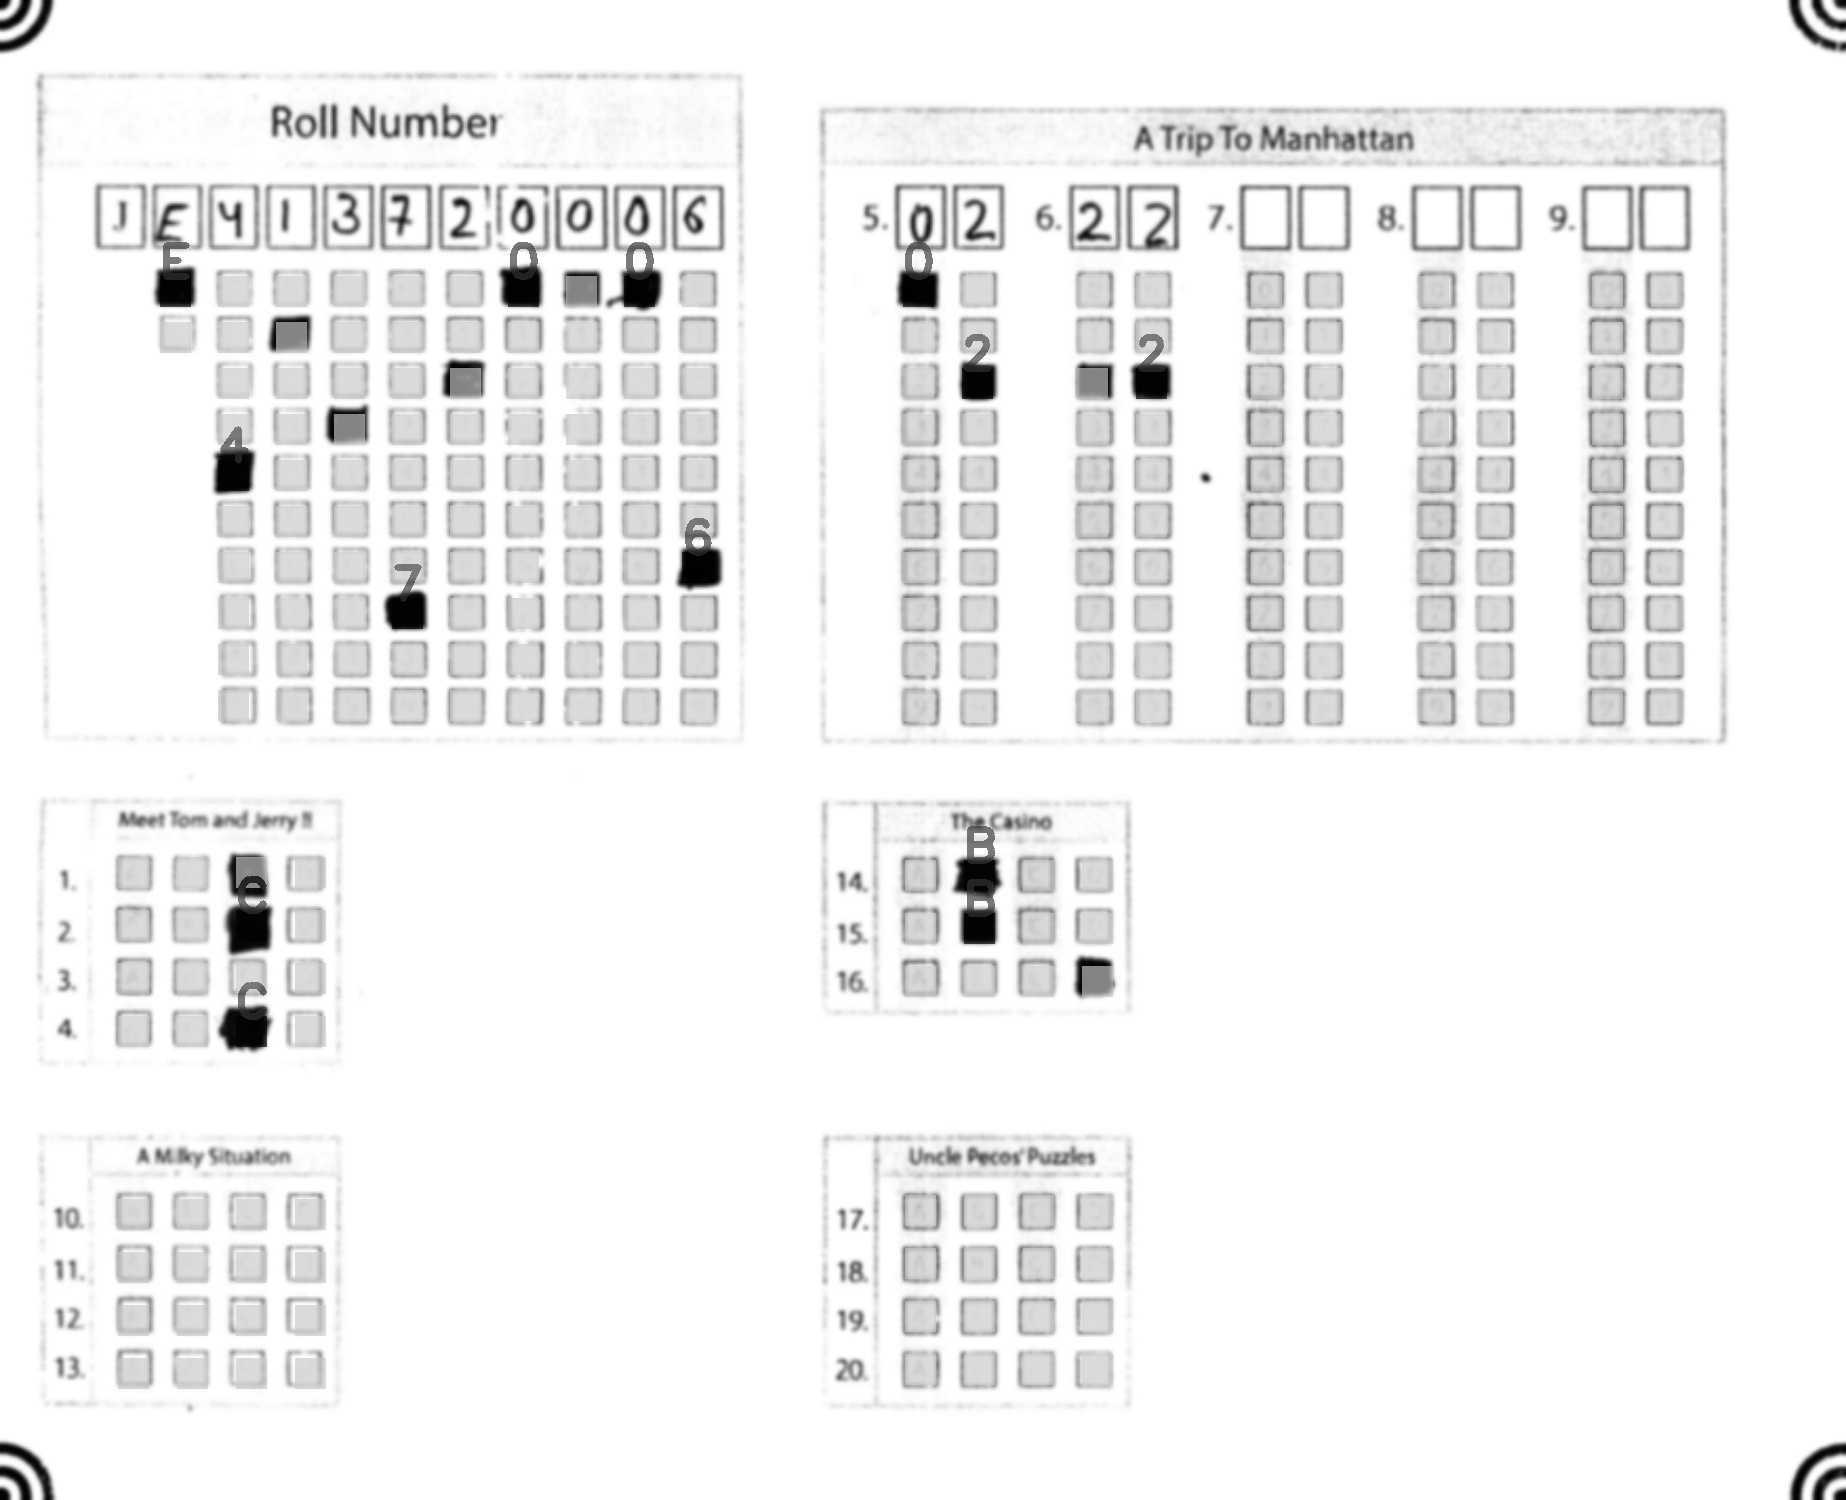 Roll Number
J E 4 1 3 7 2 0 0 0 6
E 0 0
4
6
7
A Trip To Manhattan
5. 0 2 6. 2 2 7. 8. 9.
0
2 2
Meet Tom and Jerry !!
1.
C
2.
3.
C
4.
The Casino
B
14.
B
15.
16.
A Milky Situation
10.
11.
12.
13.
Uncle Pecos' Puzzles
17.
18.
19.
20.